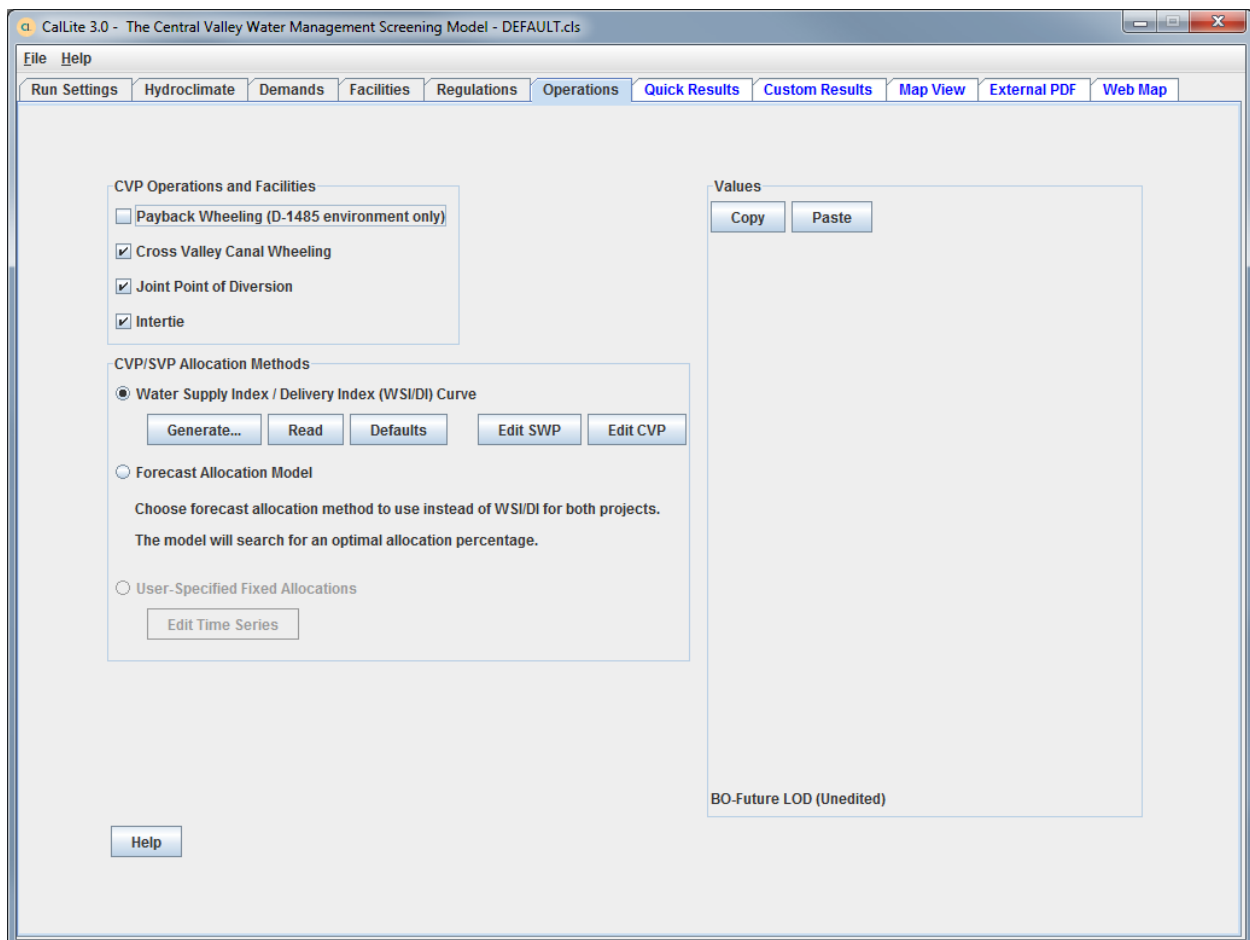 CL CalLite 3.0 - The Central Valley Water Management Screening Model - DEFAULT.cls
File Help
Run Settings Hydroclimate Demands Facilities Regulations Operations Quick Results Custom Results Map View External PDF Web Map
CVP Operations and Facilities
Payback Wheeling (D-1485 environment only)
Cross Valley Canal Wheeling
Joint Point of Diversion
Intertie
CVP/SVP Allocation Methods
Water Supply Index / Delivery Index (WSI/DI) Curve
Generate... Read Defaults Edit SWP Edit CVP
Forecast Allocation Model
Choose forecast allocation method to use instead of WSI/DI for both projects.
The model will search for an optimal allocation percentage.
User-Specified Fixed Allocations
Edit Time Series
Values
Copy Paste
BO-Future LOD (Unedited)
Help